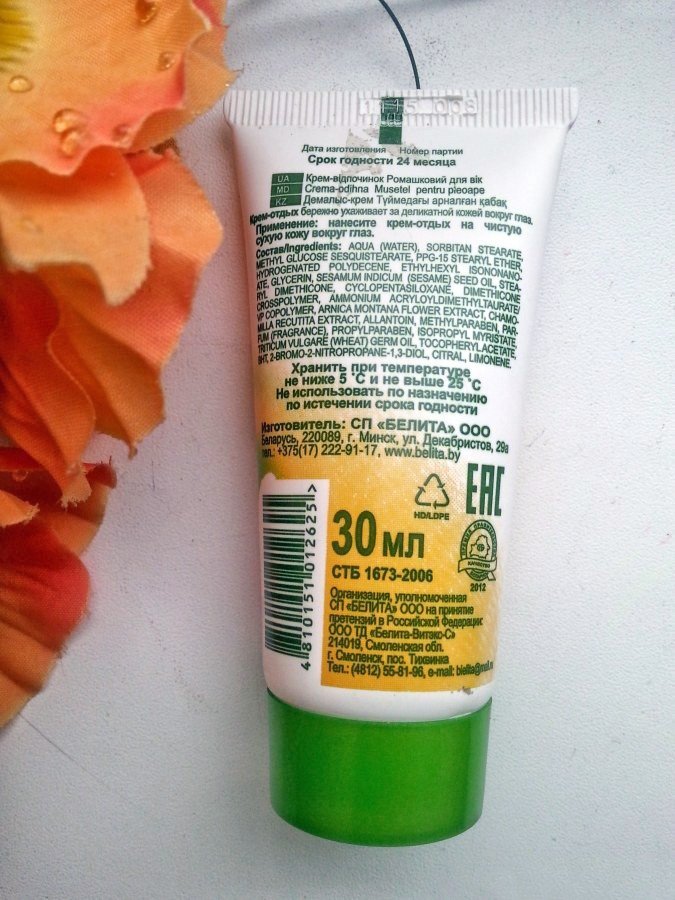 1115 003
Дата изготовления Номер партии
Срок годности 24 месяца
UA Крем-відпочинок Ромашковий для вік
MD Crema-odihna Musetel pentru pleoape
KZ Демалыс-крем Түймедағы арналған қабақ
Крем-отдых бережно ухаживает за деликатной кожей вокруг глаз.
Применение: нанесите крем-отдых на чистую
сухую кожу вокруг глаз.
Состав/Ingredients: AQUA (WATER), SORBITAN STEARATE,
METHYL GLUCOSE SESQUISTEARATE, PPG-15 STEARYL ETHER,
HYDROGENATED POLYDECENE, ETHYLHEXYL ISONONANO-
ATE, GLYCERIN, SESAMUM INDICUM (SESAME) SEED OIL, STEA-
RYL DIMETHICONE, CYCLOPENTASILOXANE, DIMETHICONE
CROSSPOLYMER, AMMONIUM ACRYLOYLDIMETHYLTAURATE/
VP COPOLYMER, ARNICA MONTANA FLOWER EXTRACT, CHAMO-
MILLA RECUTITA EXTRACT, ALLANTOIN, METHYLPARABEN, PAR-
FUM (FRAGRANCE), PROPYLPARABEN, ISOPROPYL MYRISTATE,
TRITICUM VULGARE (WHEAT) GERM OIL, TOCOPHERYLACETATE,
BHT, 2-BROMO-2-NITROPROPANE-1,3-DIOL, CITRAL, LIMONENE.
Хранить при температуре
не ниже 5 °С и не выше 25 °С
Не использовать по назначению
по истечении срока годности
Изготовитель: СП «БЕЛИТА» ООО
Беларусь, 220089, г. Минск, ул. Декабристов, 29а
тел.: +375(17) 222-91-17, www.belita.by
HD/LDPE
EAC
30 мл
СТБ 1673-2006
КАЧЕСТВО
2012
Организация, уполномоченная
СП «БЕЛИТА» ООО на принятие
претензий в Российской Федерации:
ООО ТД «Белита-Витэкс-С»
214019, Смоленская обл.
г. Смоленск, пос. Тихвинка
Тел.: (4812) 55-81-96, e-mail: bielita@mail.ru
4810151012625>